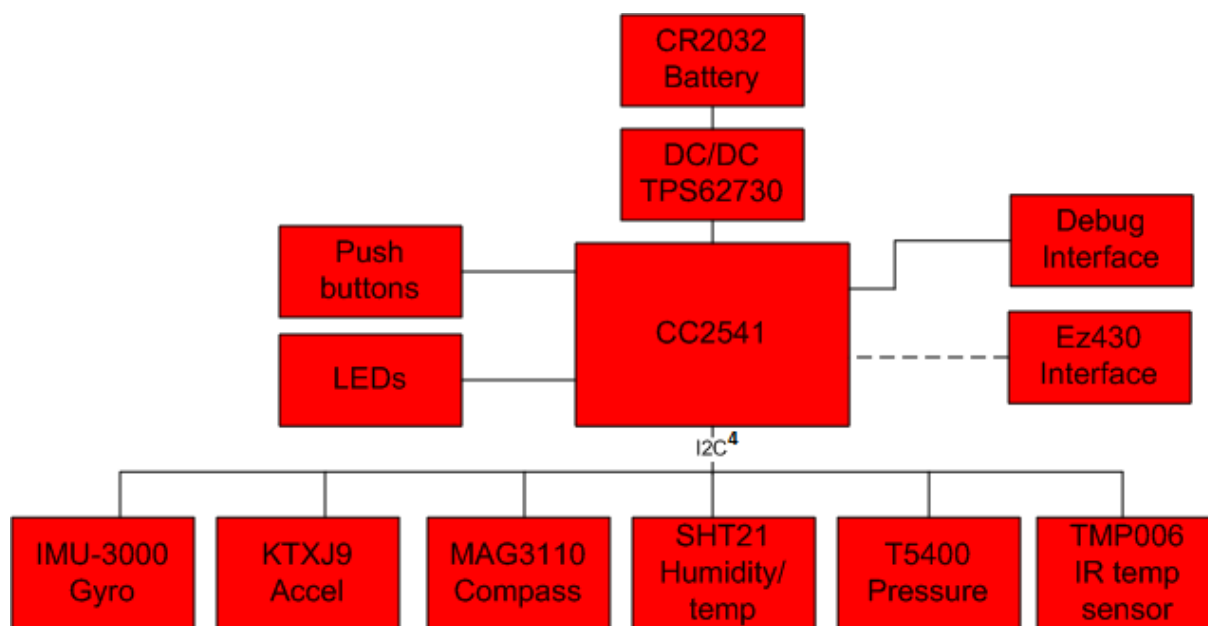 CR2032
Battery
DC/DC
TPS62730
Push
buttons
LEDs
CC2541
Debug
Interface
Ez430
Interface
I2C4
IMU-3000
Gyro
KTXJ9
Accel
MAG3110
Compass
SHT21
Humidity/
temp
T5400
Pressure
TMP006
IR temp
sensor